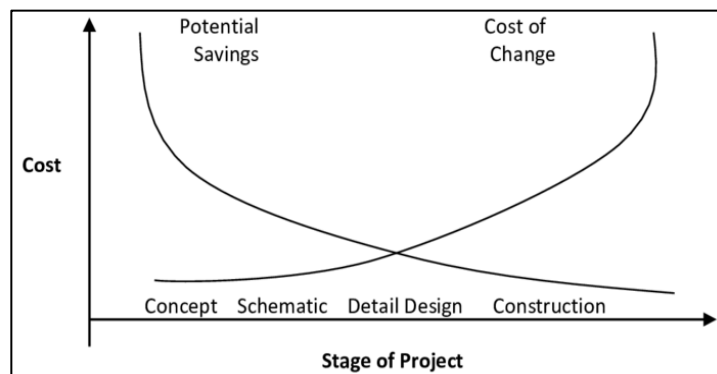 Potential
Savings
Cost of
Change
Cost
Concept Schematic Detail Design Construction
Stage of Project